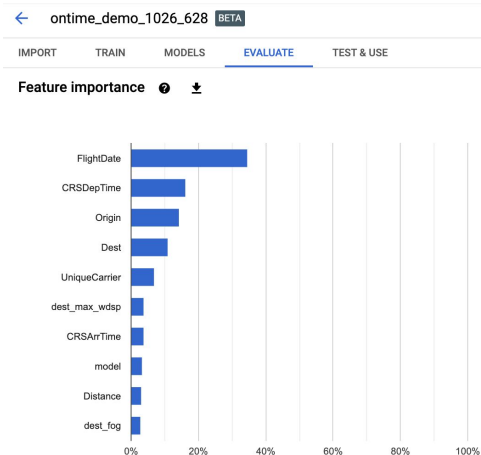 ontime_demo_1026_628 BETA
IMPORT TRAIN MODELS EVALUATE TEST & USE
Feature importance ?
FlightDate
CRSDepTime
Origin
Dest
UniqueCarrier
dest_max_wdsp
CRSArrTime
model
Distance
dest_fog
0% 20% 40% 60% 80% 100%